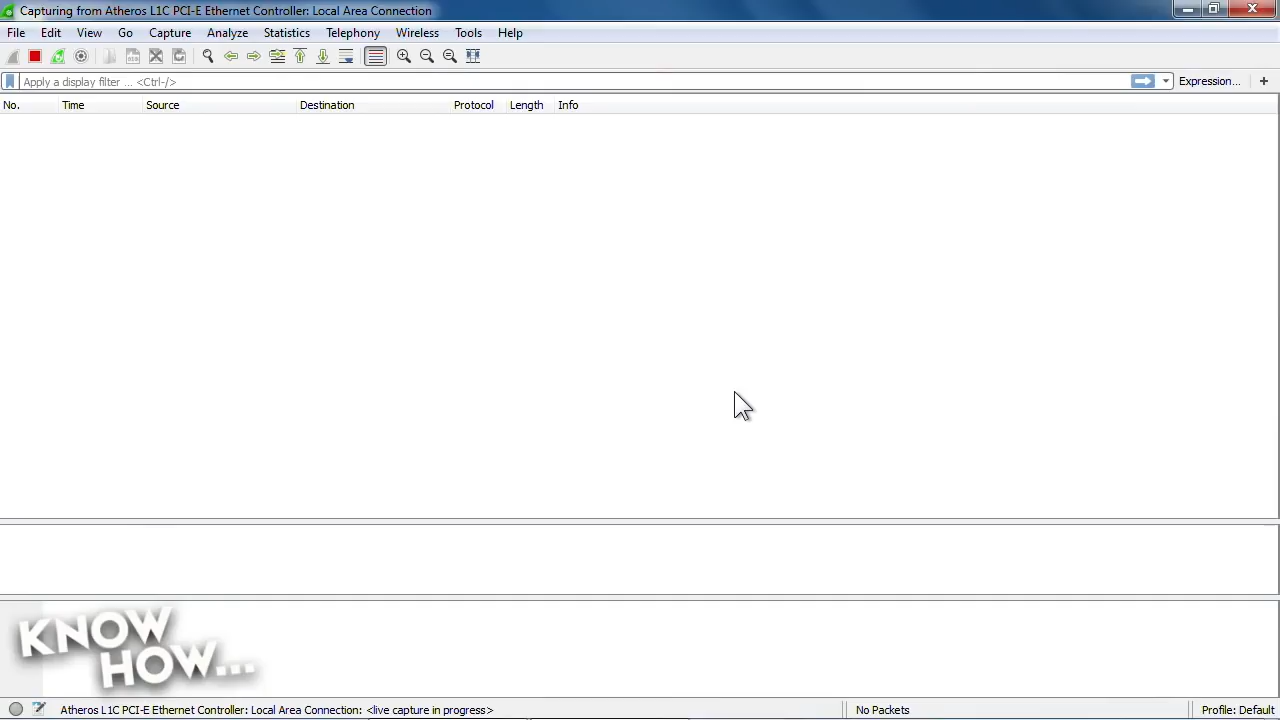 Capturing from Atheros L1C PCI-E Ethernet Controller: Local Area Connection
File Edit View Go Capture Analyze Statistics Telephony Wireless Tools Help
Apply a display filter ... <Ctrl-/> Expression... +
No. Time Source Destination Protocol Length Info
KNOW
HOW...
Atheros L1C PCI-E Ethernet Controller: Local Area Connection: <live capture in progress> No Packets Profile: Default